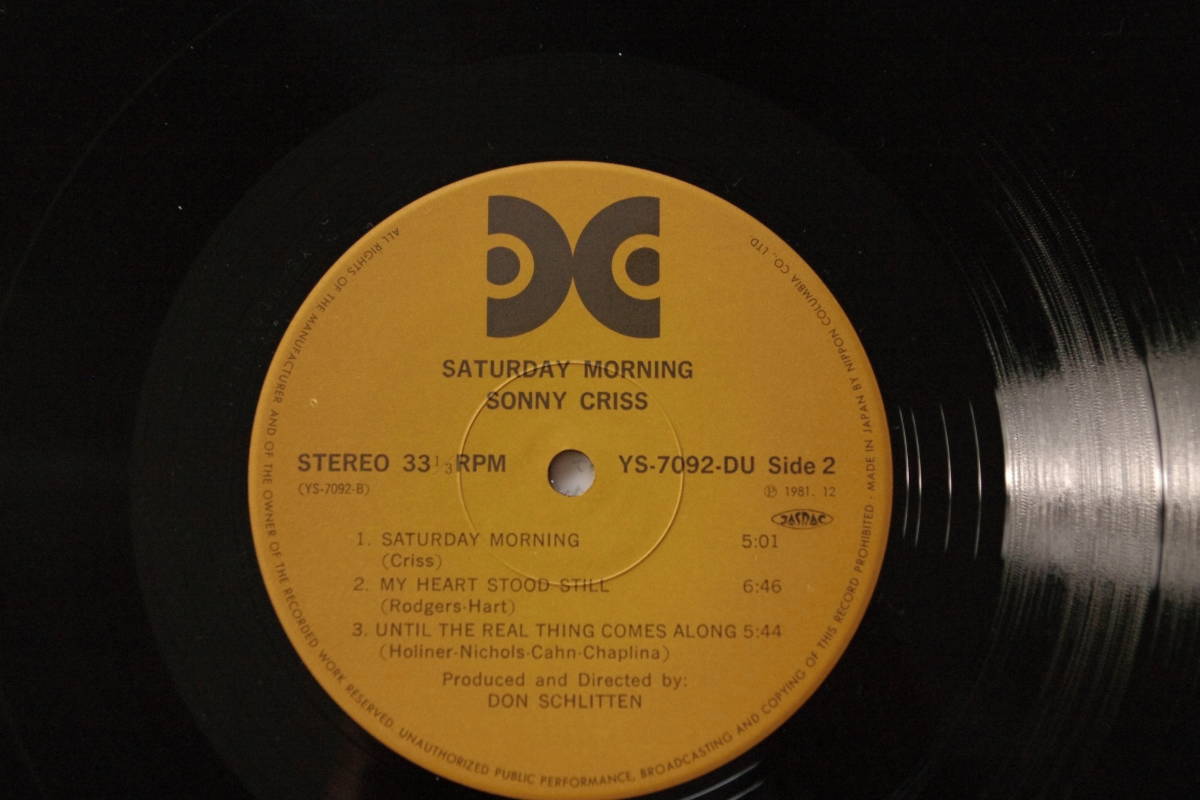 SATURDAY MORNING
SONNY CRISS
STEREO 33 1/3 RPM
YS-7092-DU Side 2
(YS-7092-B)
Ⓟ 1981. 12
JASRAC
1. SATURDAY MORNING 5:01
(Criss)
2. MY HEART STOOD STILL 6:46
(Rodgers-Hart)
3. UNTIL THE REAL THING COMES ALONG 5:44
(Holiner-Nichols-Cahn-Chaplina)
Produced and Directed by:
DON SCHLITTEN
ALL RIGHTS OF THE MANUFACTURER AND OF THE OWNER OF THE RECORDED WORK RESERVED. UNAUTHORIZED PUBLIC PERFORMANCE, BROADCASTING AND COPYING OF THIS RECORD PROHIBITED · MADE IN JAPAN BY NIPPON COLUMBIA CO., LTD.